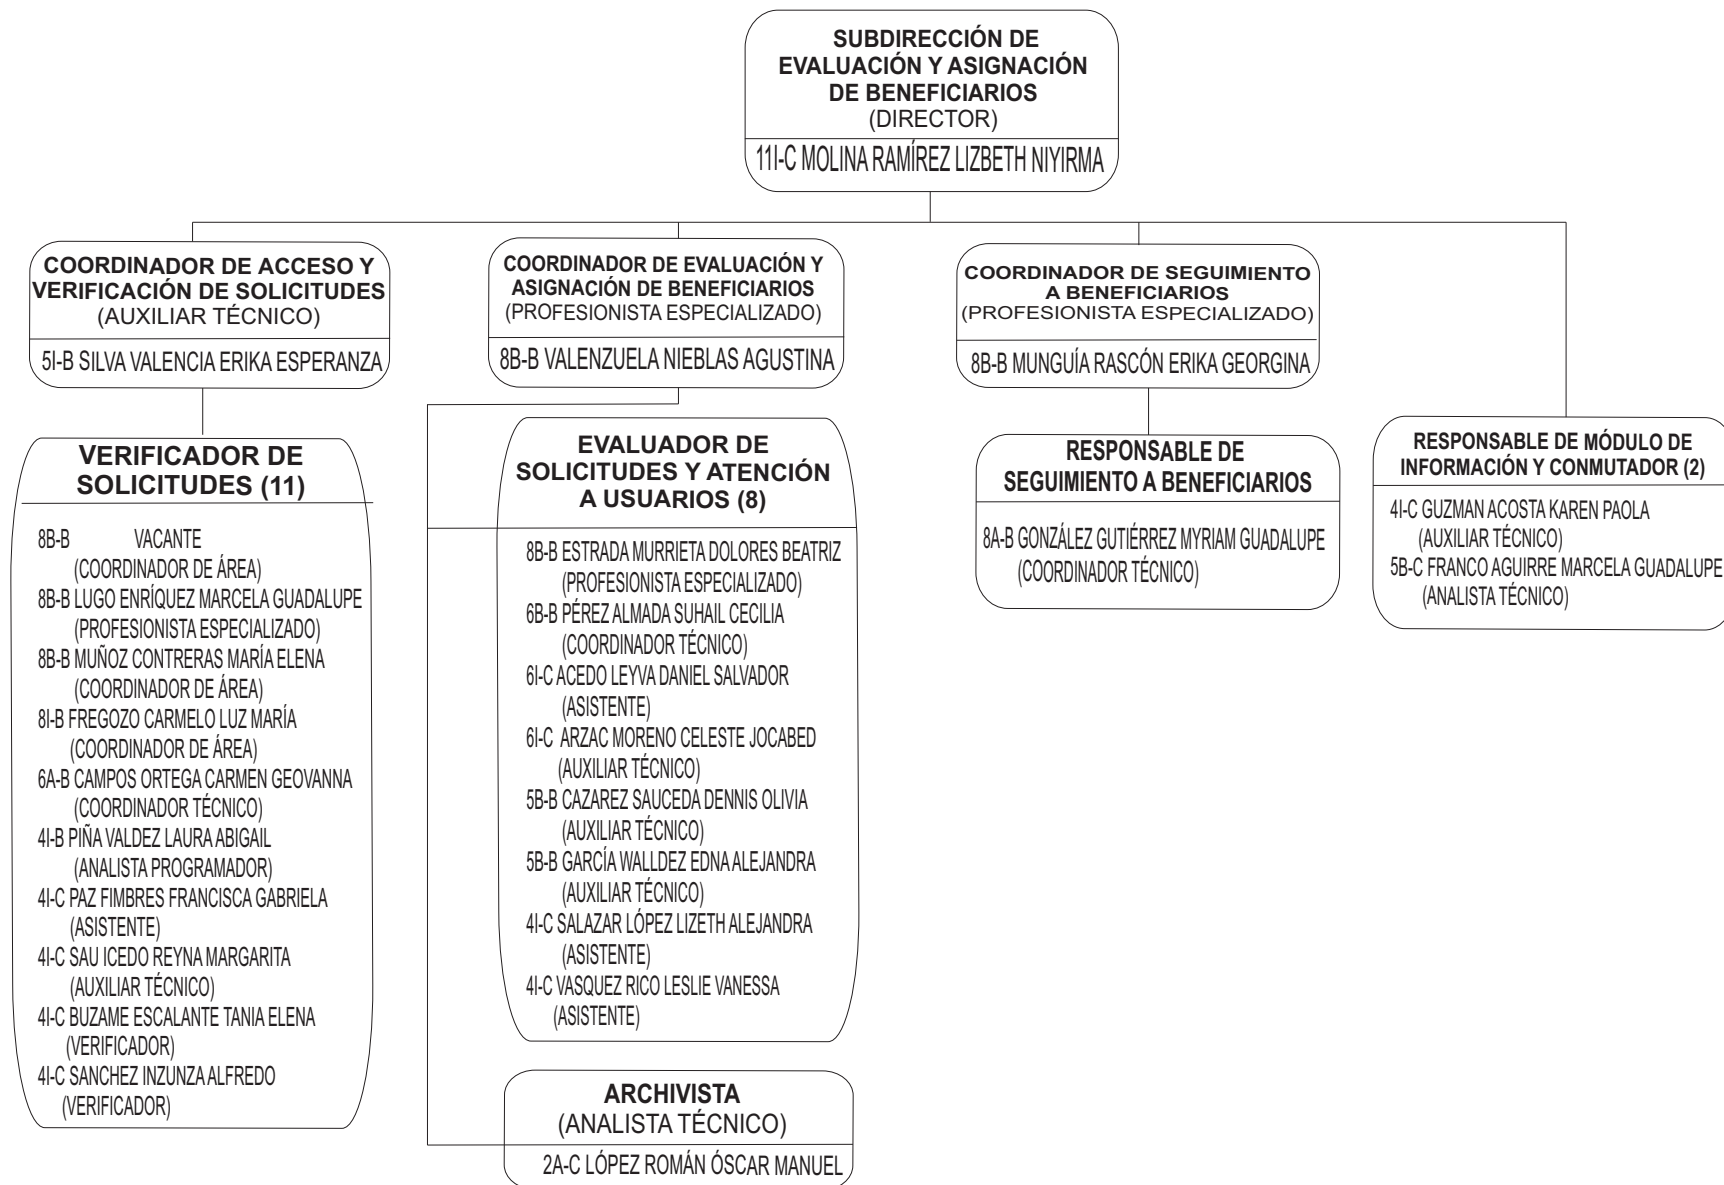 SUBDIRECCIÓN DE
EVALUACIÓN Y ASIGNACIÓN
DE BENEFICIARIOS
(DIRECTOR)
11I-C MOLINA RAMÍREZ LIZBETH NIYIRMA
COORDINADOR DE ACCESO Y
VERIFICACIÓN DE SOLICITUDES
(AUXILIAR TÉCNICO)
5I-B SILVA VALENCIA ERIKA ESPERANZA
COORDINADOR DE EVALUACIÓN Y
ASIGNACIÓN DE BENEFICIARIOS
(PROFESIONISTA ESPECIALIZADO)
8B-B VALENZUELA NIEBLAS AGUSTINA
COORDINADOR DE SEGUIMIENTO
A BENEFICIARIOS
(PROFESIONISTA ESPECIALIZADO)
8B-B MUNGUÍA RASCÓN ERIKA GEORGINA
VERIFICADOR DE
SOLICITUDES (11)
8B-B VACANTE
(COORDINADOR DE ÁREA)
8B-B LUGO ENRÍQUEZ MARCELA GUADALUPE
(PROFESIONISTA ESPECIALIZADO)
8B-B MUÑOZ CONTRERAS MARÍA ELENA
(COORDINADOR DE ÁREA)
8I-B FREGOZO CARMELO LUZ MARÍA
(COORDINADOR DE ÁREA)
6A-B CAMPOS ORTEGA CARMEN GEOVANNA
(COORDINADOR TÉCNICO)
4I-B PIÑA VALDEZ LAURA ABIGAIL
(ANALISTA PROGRAMADOR)
4I-C PAZ FIMBRES FRANCISCA GABRIELA
(ASISTENTE)
4I-C SAU ICEDO REYNA MARGARITA
(AUXILIAR TÉCNICO)
4I-C BUZAME ESCALANTE TANIA ELENA
(VERIFICADOR)
4I-C SANCHEZ INZUNZA ALFREDO
(VERIFICADOR)
EVALUADOR DE
SOLICITUDES Y ATENCIÓN
A USUARIOS (8)
8B-B ESTRADA MURRIETA DOLORES BEATRIZ
(PROFESIONISTA ESPECIALIZADO)
6B-B PÉREZ ALMADA SUHAIL CECILIA
(COORDINADOR TÉCNICO)
6I-C ACEDO LEYVA DANIEL SALVADOR
(ASISTENTE)
6I-C ARZAC MORENO CELESTE JOCABED
(AUXILIAR TÉCNICO)
5B-B CAZAREZ SAUCEDA DENNIS OLIVIA
(AUXILIAR TÉCNICO)
5B-B GARCÍA WALLDEZ EDNA ALEJANDRA
(AUXILIAR TÉCNICO)
4I-C SALAZAR LÓPEZ LIZETH ALEJANDRA
(ASISTENTE)
4I-C VASQUEZ RICO LESLIE VANESSA
(ASISTENTE)
ARCHIVISTA
(ANALISTA TÉCNICO)
2A-C LÓPEZ ROMÁN ÓSCAR MANUEL
RESPONSABLE DE
SEGUIMIENTO A BENEFICIARIOS
8A-B GONZÁLEZ GUTIÉRREZ MYRIAM GUADALUPE
(COORDINADOR TÉCNICO)
RESPONSABLE DE MÓDULO DE
INFORMACIÓN Y CONMUTADOR (2)
4I-C GUZMAN ACOSTA KAREN PAOLA
(AUXILIAR TÉCNICO)
5B-C FRANCO AGUIRRE MARCELA GUADALUPE
(ANALISTA TÉCNICO)